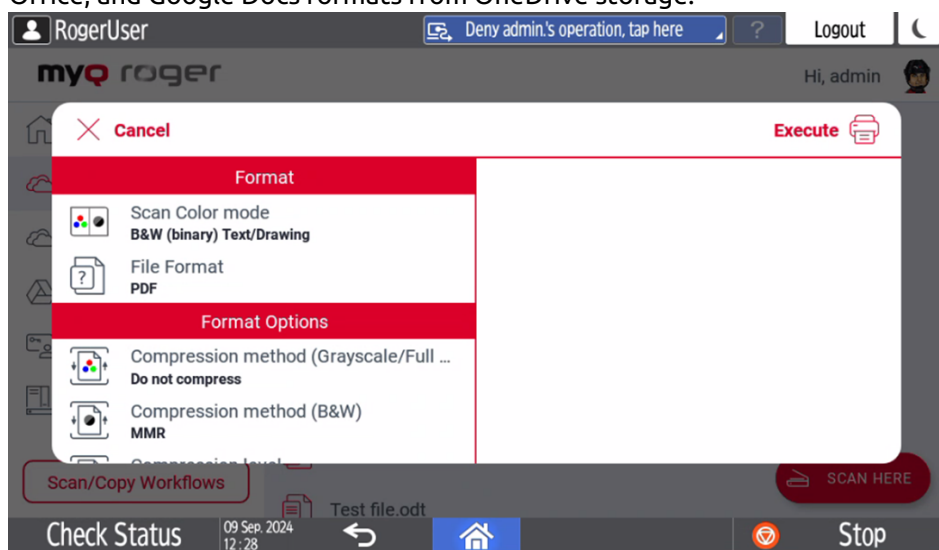 Office, and Google Docs formats from OneDrive storage.
RogerUser
Deny admin.'s operation, tap here
?
Logout
myq roger
Hi, admin
Cancel
Execute
Format
Scan Color mode
B&W (binary) Text/Drawing
File Format
PDF
Format Options
Compression method (Grayscale/Full ...
Do not compress
Compression method (B&W)
MMR
Compression level
Scan/Copy Workflows
SCAN HERE
Test file.odt
Check Status
09 Sep. 2024
12:28
Stop